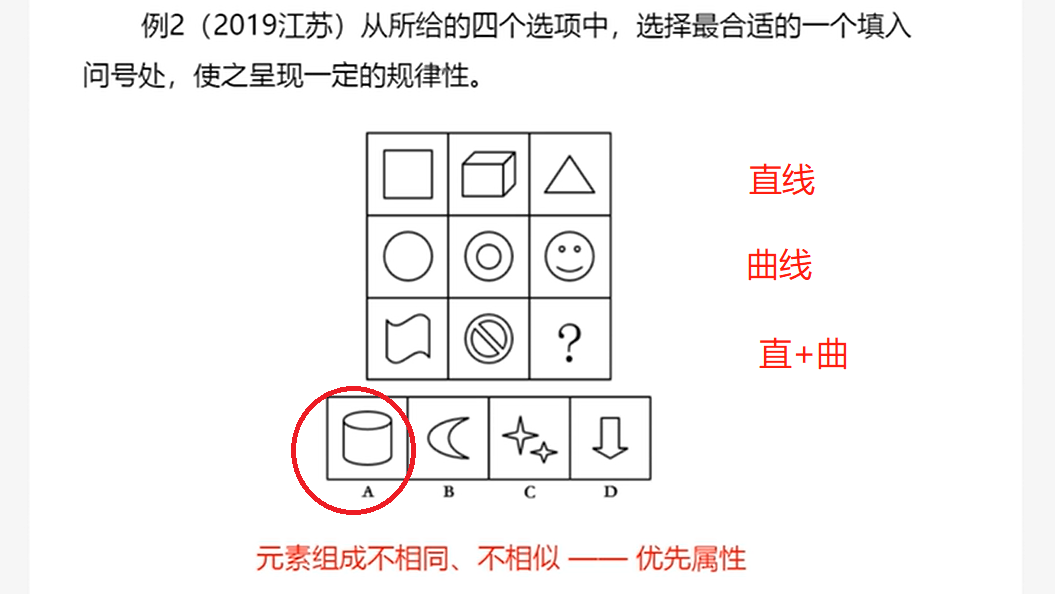 例2（2019江苏）从所给的四个选项中，选择最合适的一个填入
问号处，使之呈现一定的规律性。
直线
曲线
?
直+曲
A B C D
元素组成不相同、不相似 —— 优先属性